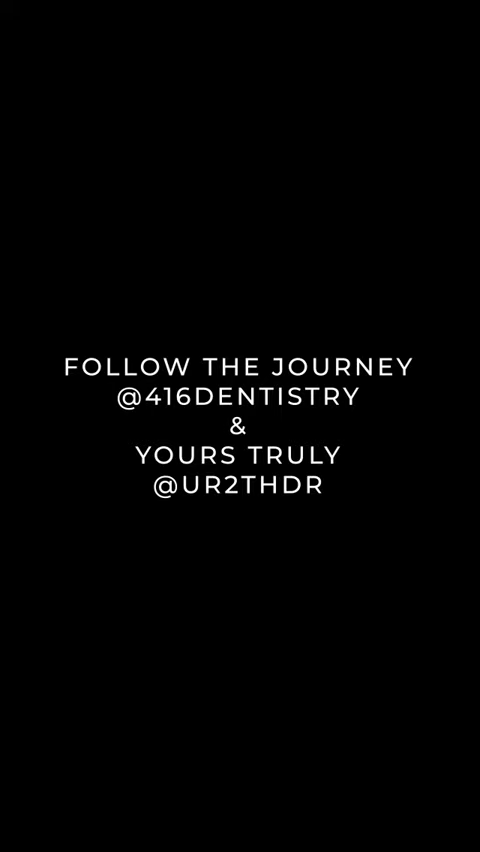 FOLLOW THE JOURNEY
@416DENTISTRY
&
YOURS TRULY
@UR2THDR